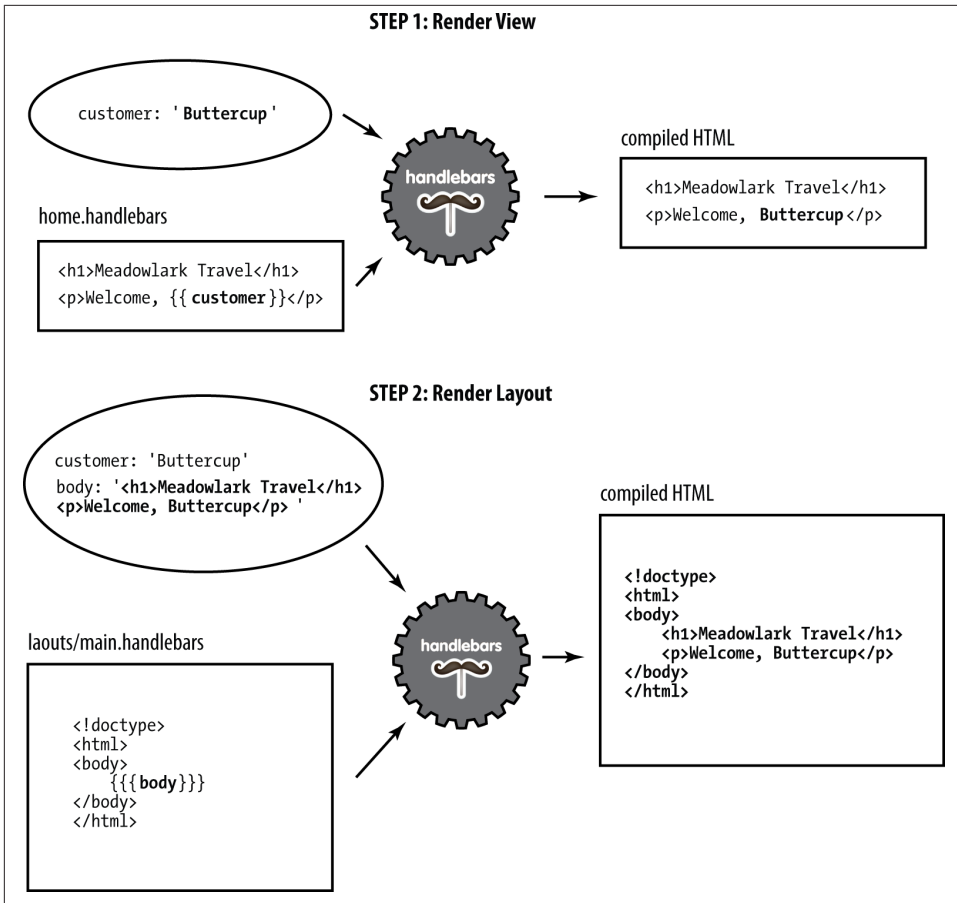 STEP 1: Render View
customer: 'Buttercup'
home.handlebars
<h1>Meadowlark Travel</h1>
<p>Welcome, {{customer}}</p>
handlebars
compiled HTML
<h1>Meadowlark Travel</h1>
<p>Welcome, Buttercup</p>
STEP 2: Render Layout
customer: 'Buttercup'
body: '<h1>Meadowlark Travel</h1>
<p>Welcome, Buttercup</p> '
laouts/main.handlebars
<!doctype>
<html>
<body>
{{{body}}}
</body>
</html>
handlebars
compiled HTML
<!doctype>
<html>
<body>
<h1>Meadowlark Travel</h1>
<p>Welcome, Buttercup</p>
</body>
</html>